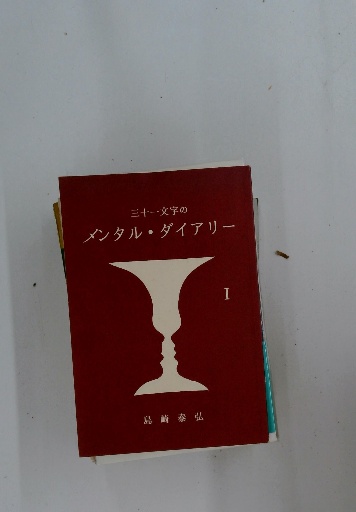 三十一文字の
メンタル・ダイアリー
I
島崎泰弘